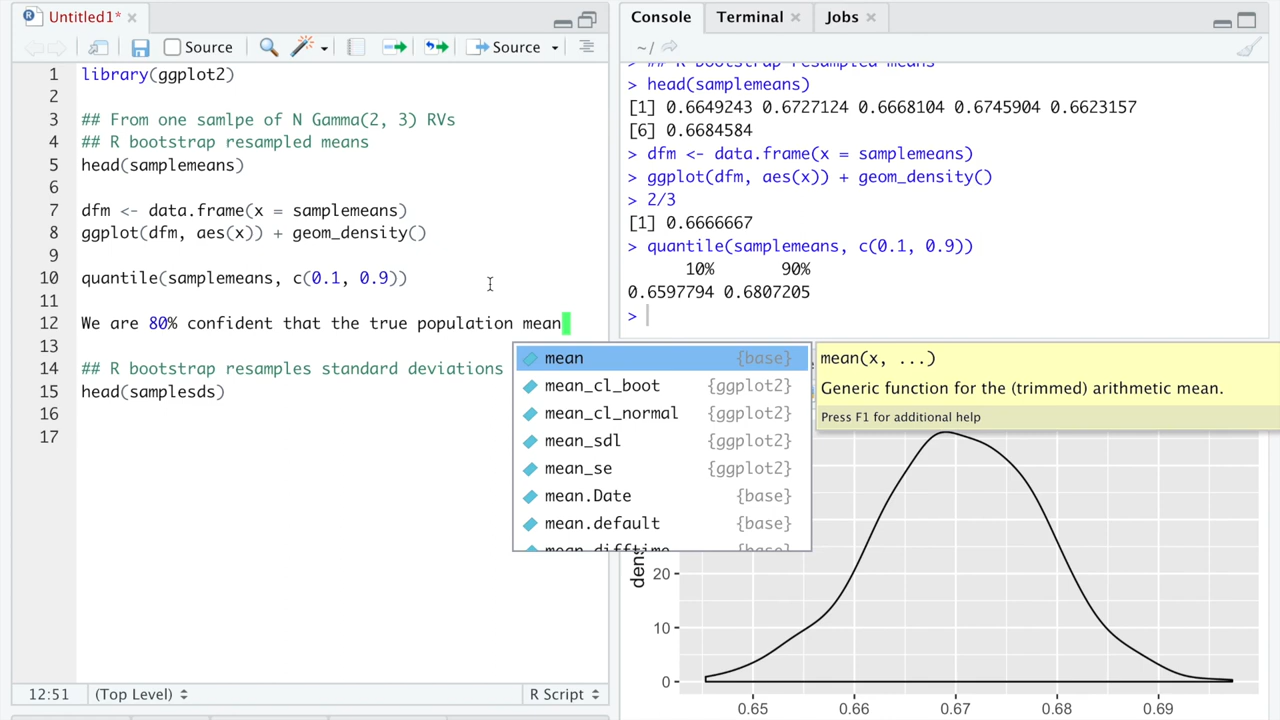 Untitled1*
Source
Source
1 library(ggplot2)
2
3 ## From one samlpe of N Gamma(2, 3) RVs
4 ## R bootstrap resampled means
5 head(samplemeans)
6
7 dfm <- data.frame(x = samplemeans)
8 ggplot(dfm, aes(x)) + geom_density()
9
10 quantile(samplemeans, c(0.1, 0.9))
11
12 We are 80% confident that the true population mean
13
14 ## R bootstrap resamples standard deviations
15 head(samplesds)
16
17
mean {base}
mean_cl_boot {ggplot2}
mean_cl_normal {ggplot2}
mean_sdl {ggplot2}
mean_se {ggplot2}
mean.Date {base}
mean.default {base}
mean.difftime {base}
mean(x, ...)
Generic function for the (trimmed) arithmetic mean.
Press F1 for additional help
12:51 (Top Level) R Script
Console Terminal Jobs
~/
> ## R bootstrap resampled means
> head(samplemeans)
[1] 0.6649243 0.6727124 0.6668104 0.6745904 0.6623157
[6] 0.6684584
> dfm <- data.frame(x = samplemeans)
> ggplot(dfm, aes(x)) + geom_density()
> 2/3
[1] 0.6666667
> quantile(samplemeans, c(0.1, 0.9))
10% 90%
0.6597794 0.6807205
>
20
10
0
0.65 0.66 0.67 0.68 0.69